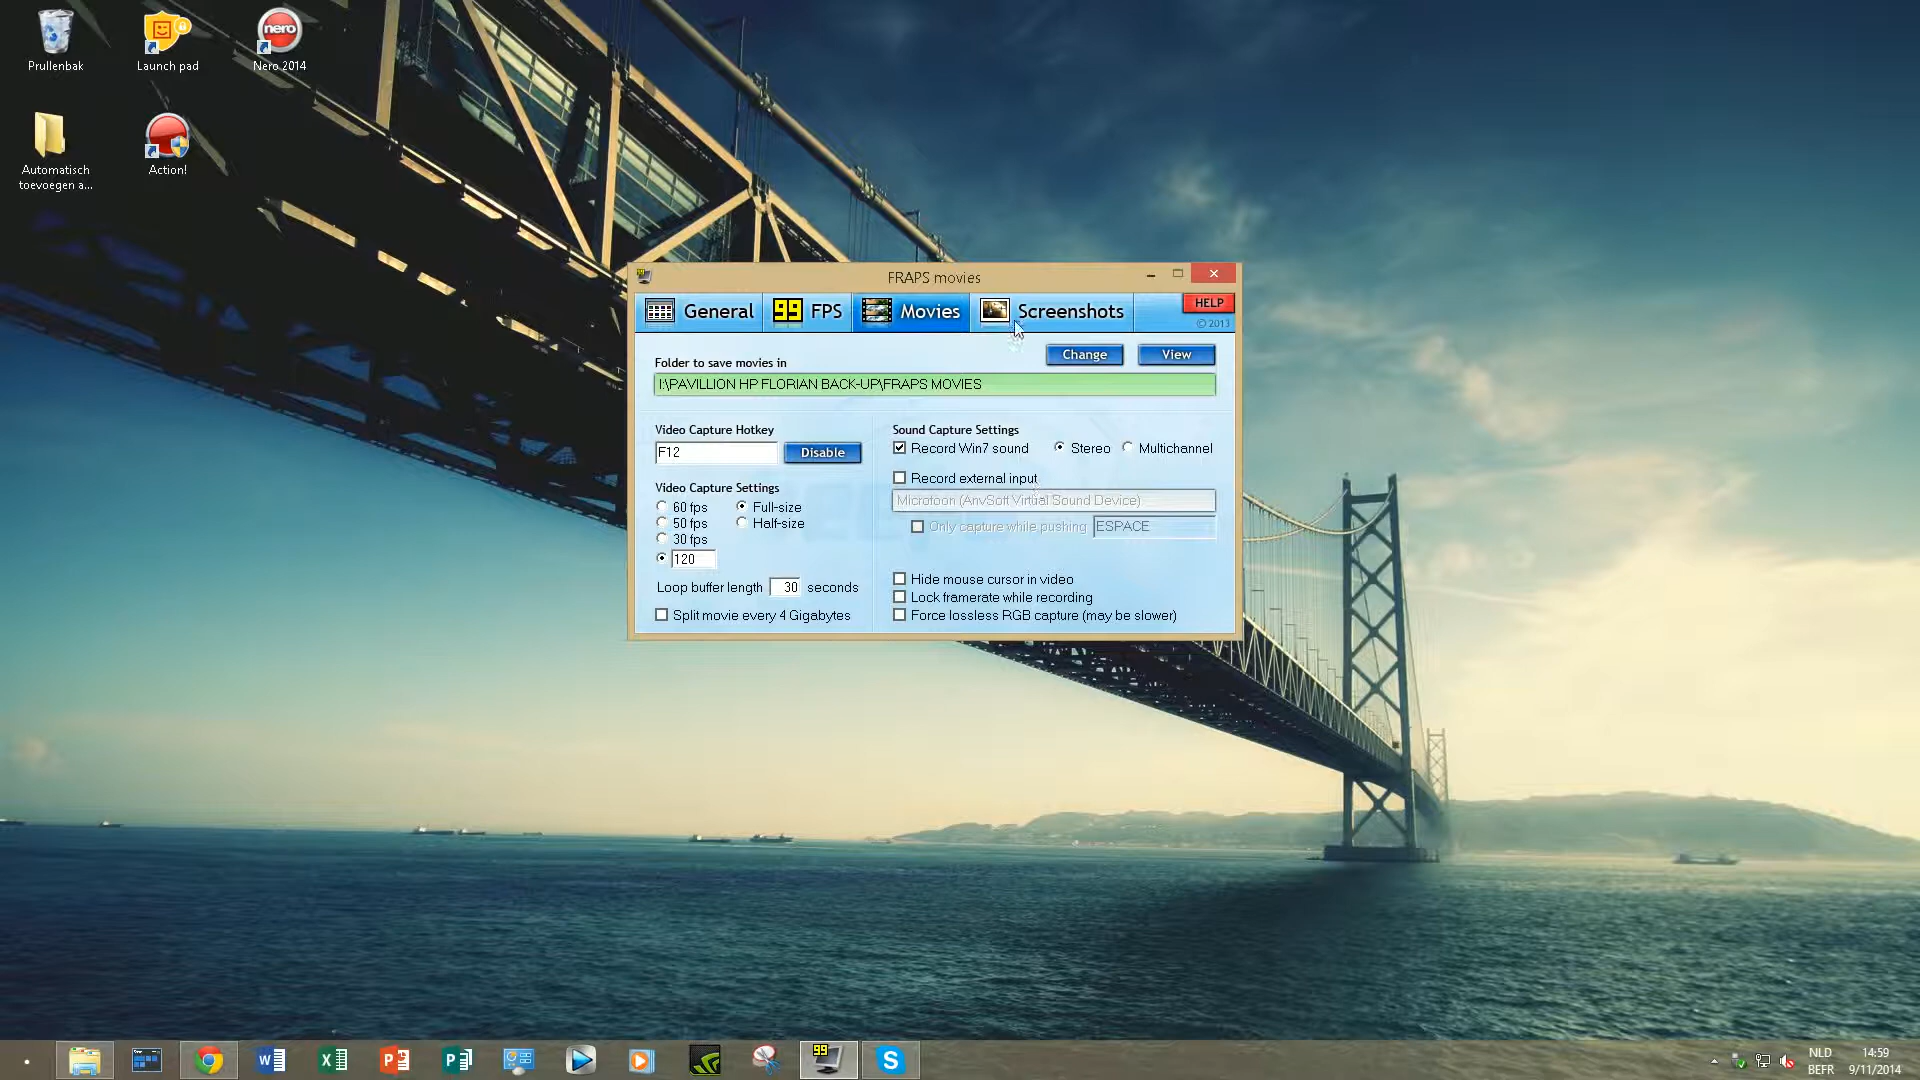 Prullenbak
Launch pad
Nero 2014
Automatisch
toevoegen a...
Action!
FRAPS movies
General
99 FPS
Movies
Screenshots
HELP
© 2013
Folder to save movies in
Change
View
I:\PAVILLION HP FLORIAN BACK-UP\FRAPS MOVIES
Video Capture Hotkey
F12
Disable
Video Capture Settings
60 fps
Full-size
50 fps
Half-size
30 fps
120
Loop buffer length 30 seconds
Split movie every 4 Gigabytes
Sound Capture Settings
Record Win7 sound
Stereo
Multichannel
Record external input
Microfoon (AnvSoft Virtual Sound Device)
Only capture while pushing ESPACE
Hide mouse cursor in video
Lock framerate while recording
Force lossless RGB capture (may be slower)
NLD
BEFR
14:59
9/11/2014